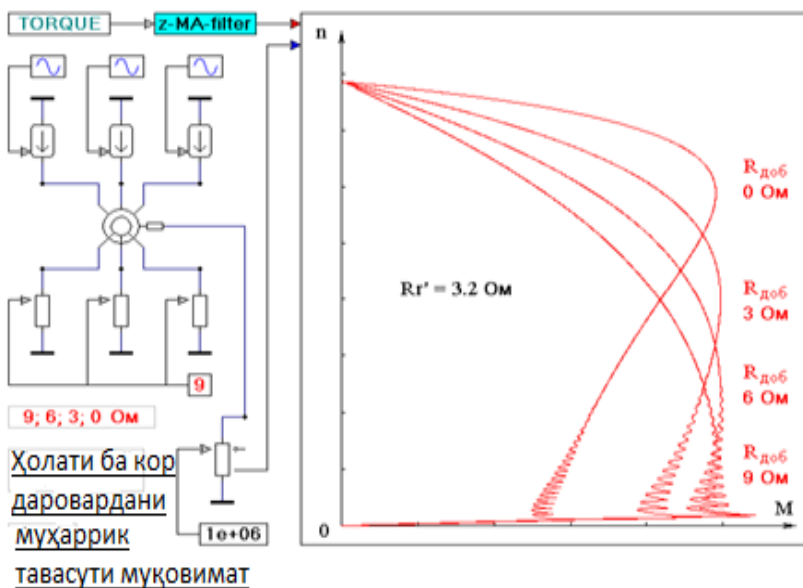 TORQUE
z-MA-filter
n
R доб
0 Ом
Rr' = 3.2 Ом
R доб
3 Ом
R доб
6 Ом
R доб
9 Ом
M
0
9
9; 6; 3; 0 Ом
Ҳолати ба кор
даровардани
муҳаррик
тавасути муқовимат
1e+06